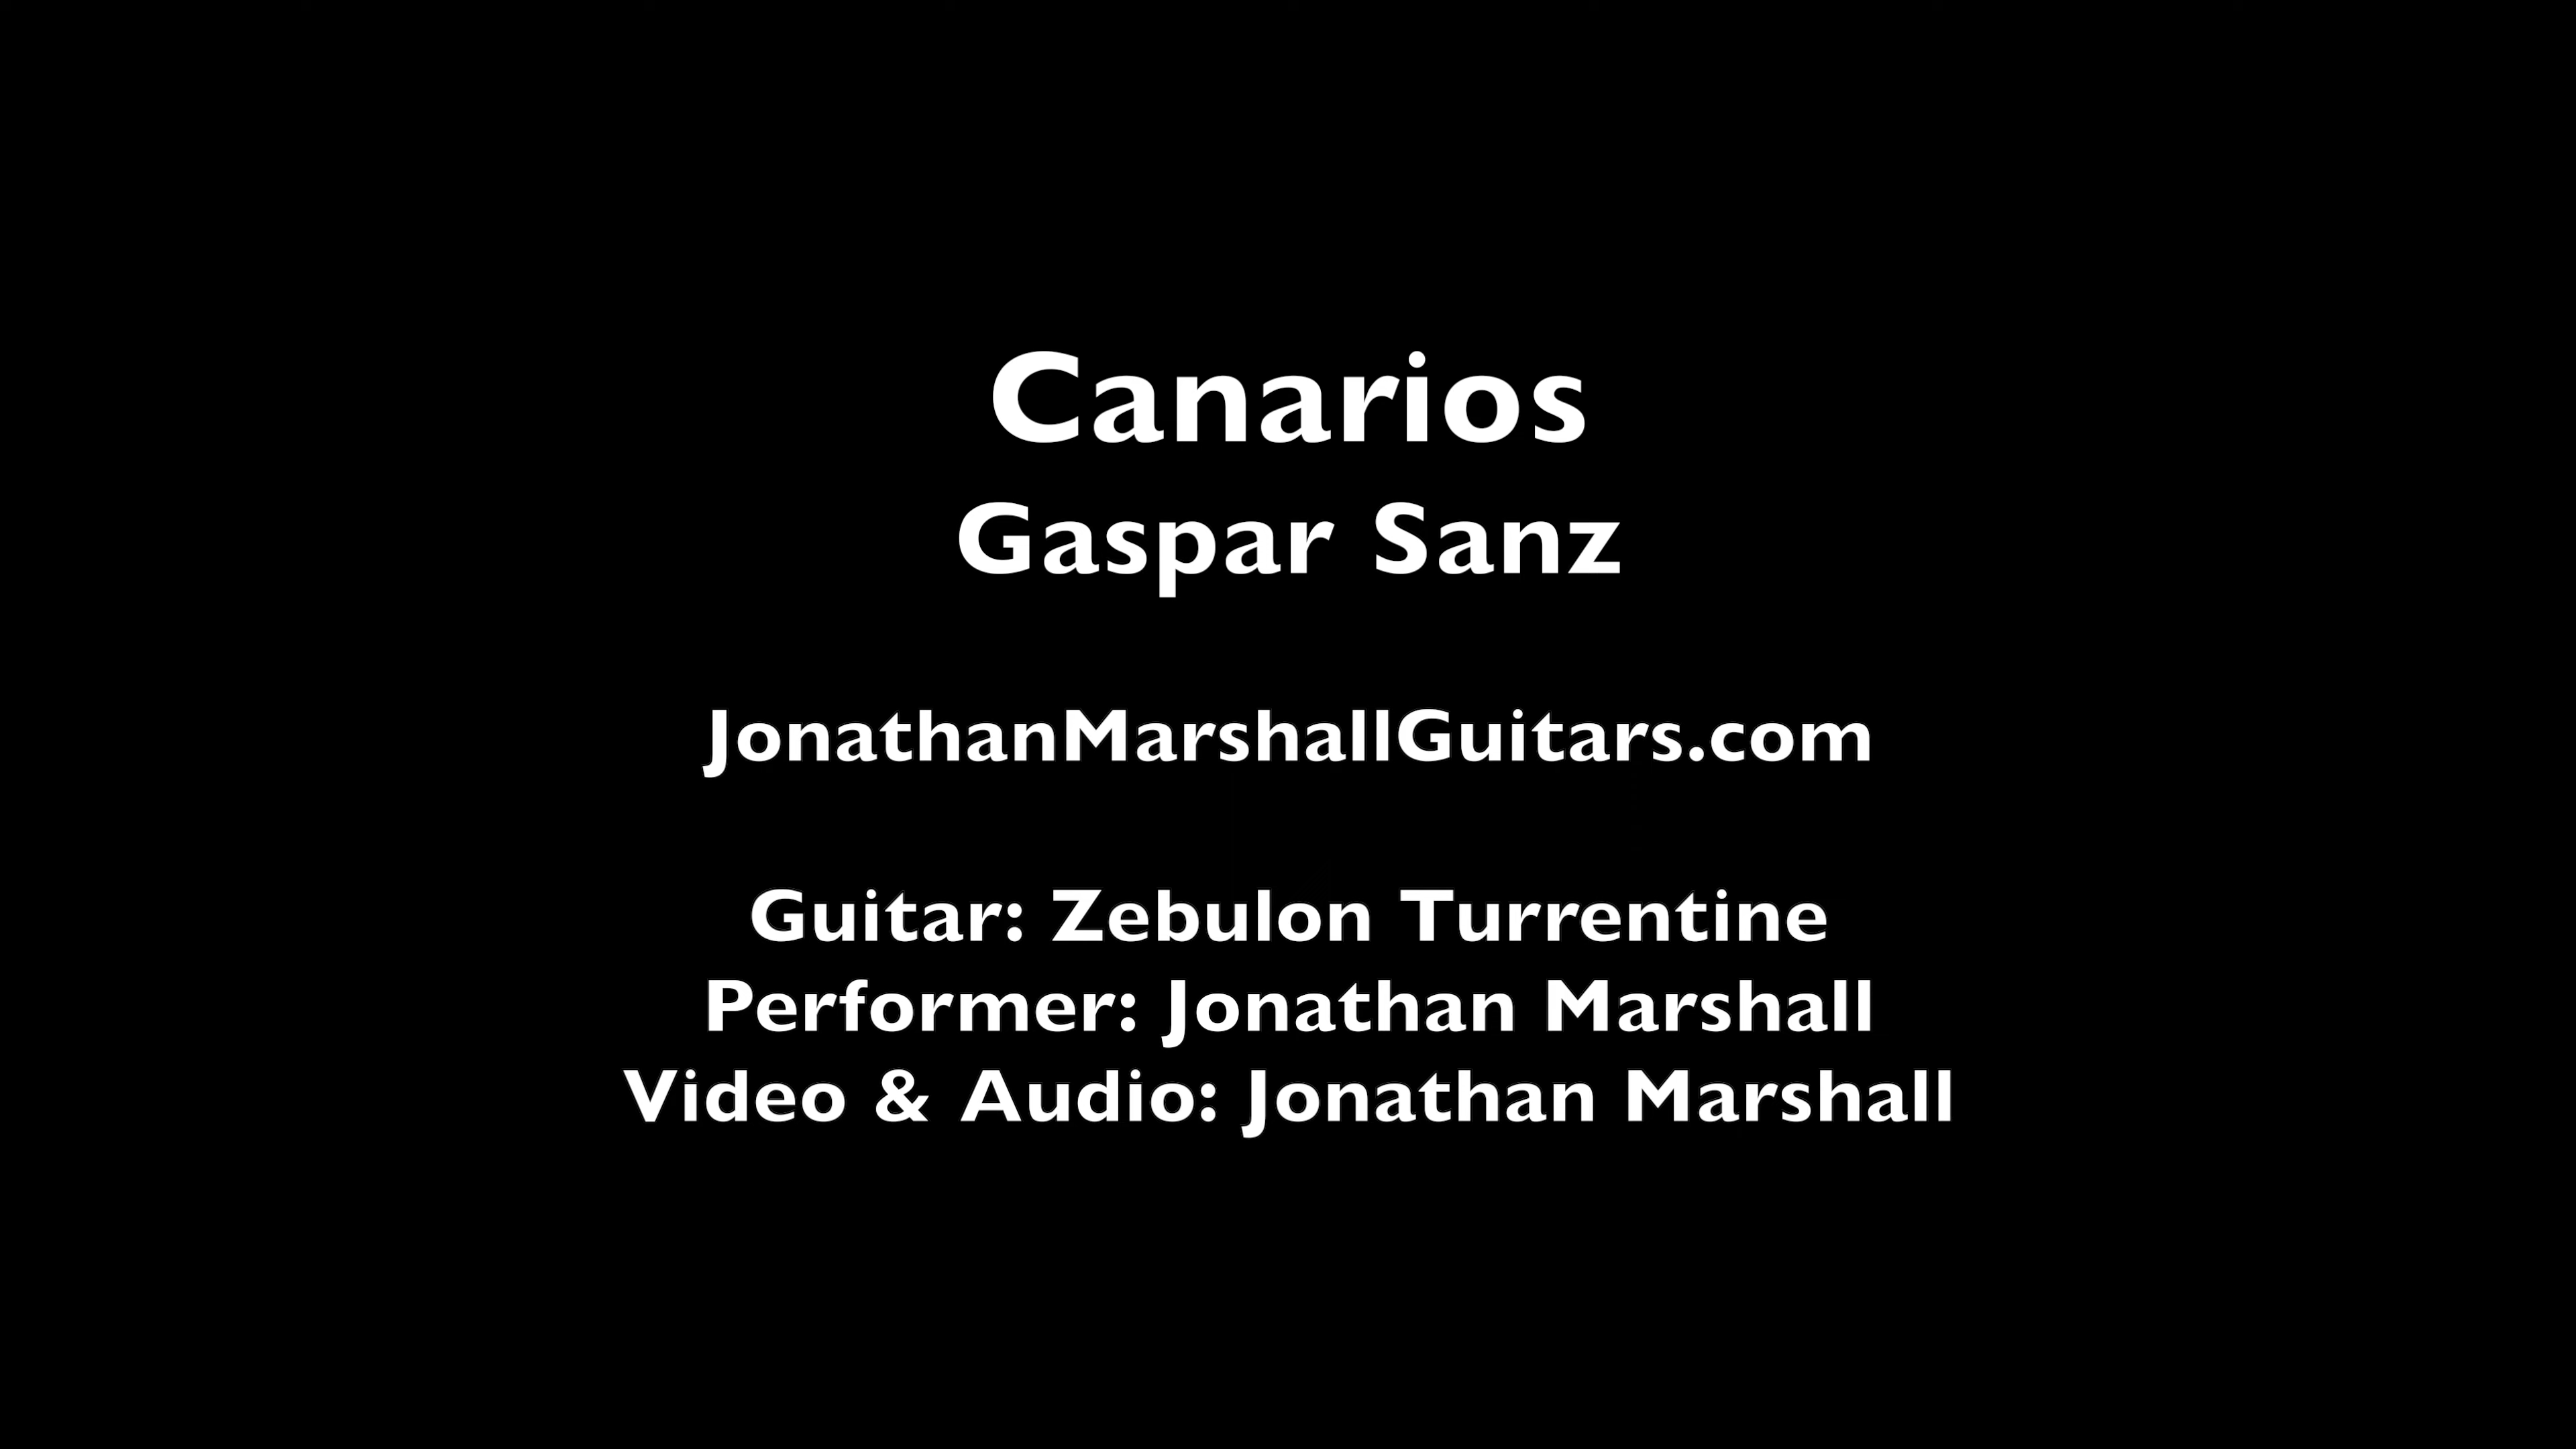 Canarios
Gaspar Sanz
JonathanMarshallGuitars.com
Guitar: Zebulon Turrentine
Performer: Jonathan Marshall
Video & Audio: Jonathan Marshall